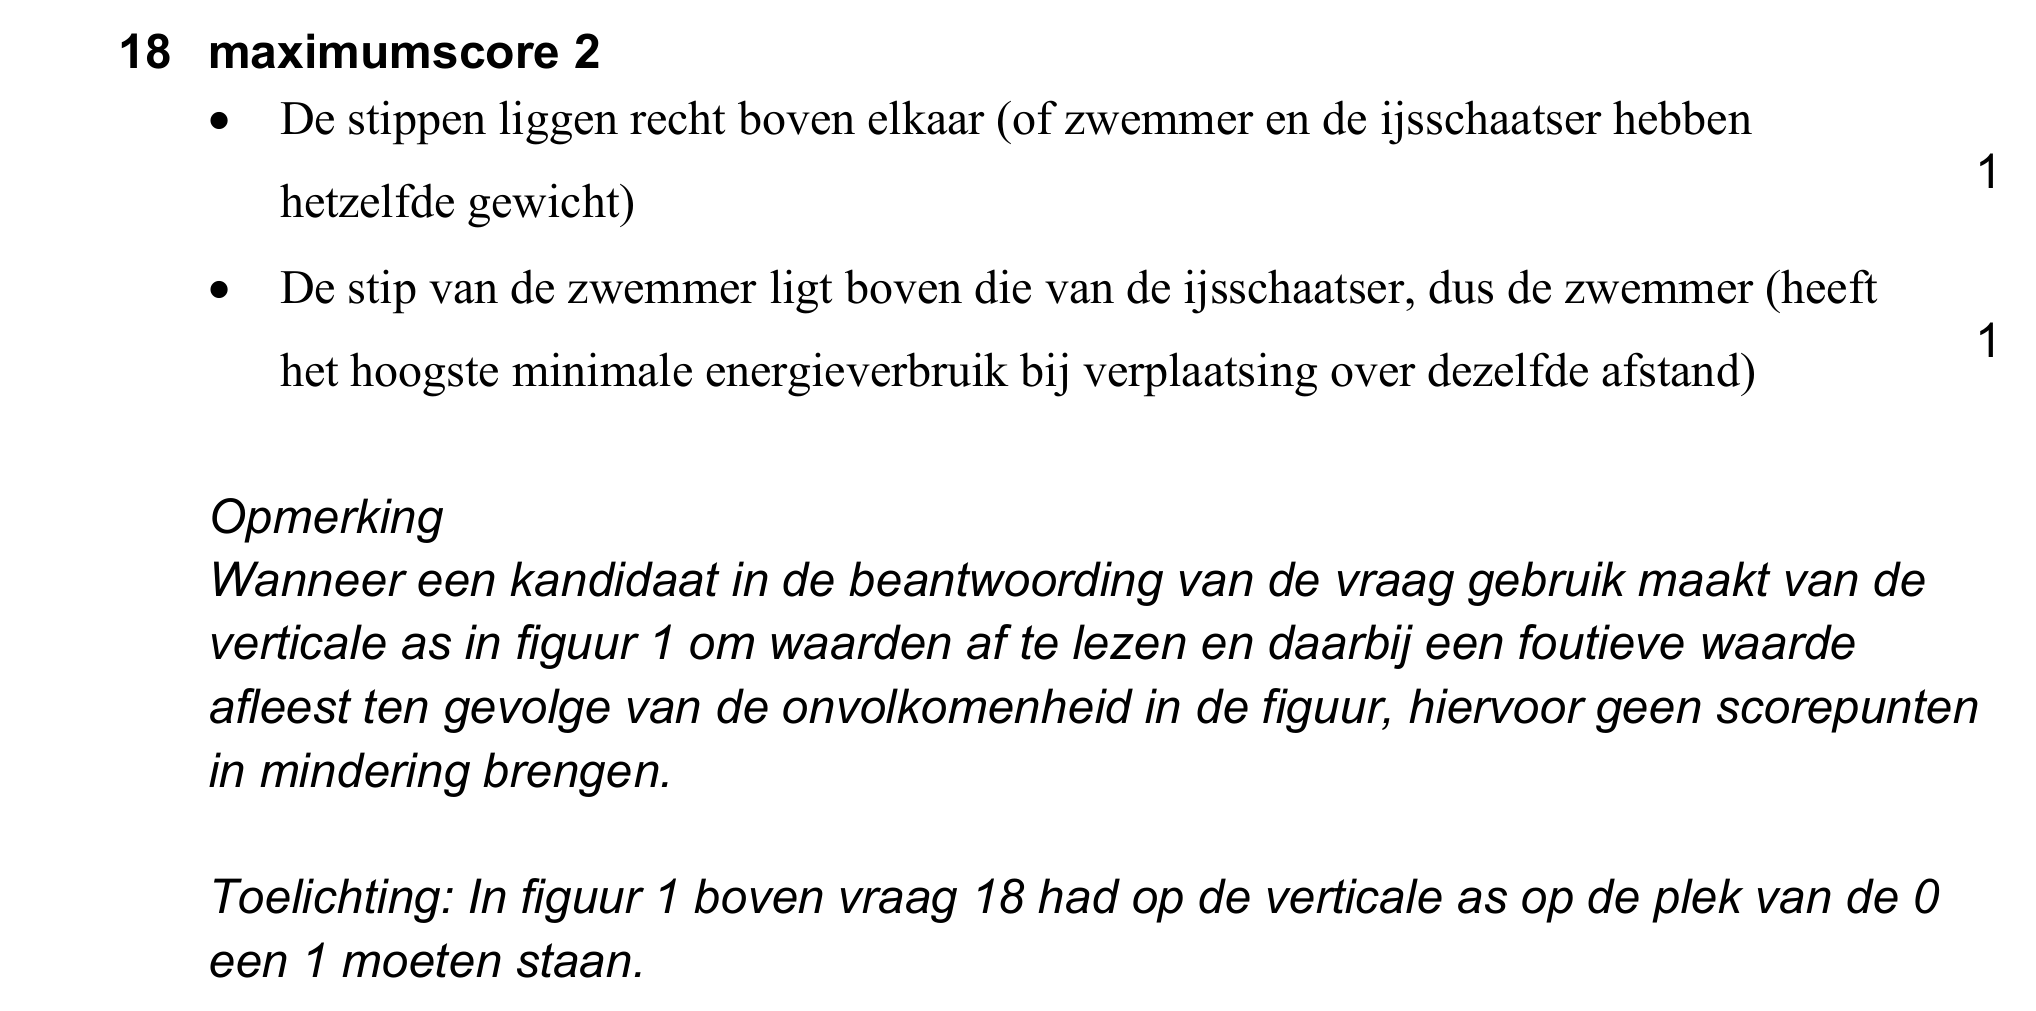 18 maximumscore 2
• De stippen liggen recht boven elkaar (of zwemmer en de ijsschaatser hebben
hetzelfde gewicht) 1
• De stip van de zwemmer ligt boven die van de ijsschaatser, dus de zwemmer (heeft
het hoogste minimale energieverbruik bij verplaatsing over dezelfde afstand) 1
Opmerking
Wanneer een kandidaat in de beantwoording van de vraag gebruik maakt van de
verticale as in figuur 1 om waarden af te lezen en daarbij een foutieve waarde
afleest ten gevolge van de onvolkomenheid in de figuur, hiervoor geen scorepunten
in mindering brengen.
Toelichting: In figuur 1 boven vraag 18 had op de verticale as op de plek van de 0
een 1 moeten staan.